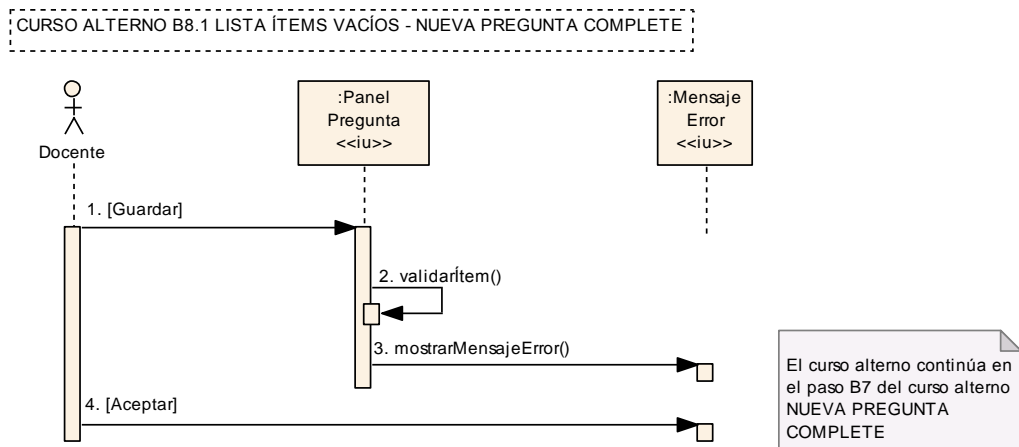 CURSO ALTERNO B8.1 LISTA ÍTEMS VACÍOS - NUEVA PREGUNTA COMPLETE
:Panel
Pregunta
<<iu>>
:Mensaje
Error
<<iu>>
Docente
1. [Guardar]
2. validarÍtem()
3. mostrarMensajeError()
4. [Aceptar]
El curso alterno continúa en
el paso B7 del curso alterno
NUEVA PREGUNTA
COMPLETE